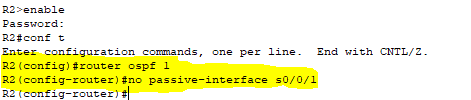 R2>enable
Password:
R2#conf t
Enter configuration commands, one per line.  End with CNTL/Z.
R2(config)#router ospf 1
R2(config-router)#no passive-interface s0/0/1
R2(config-router)#